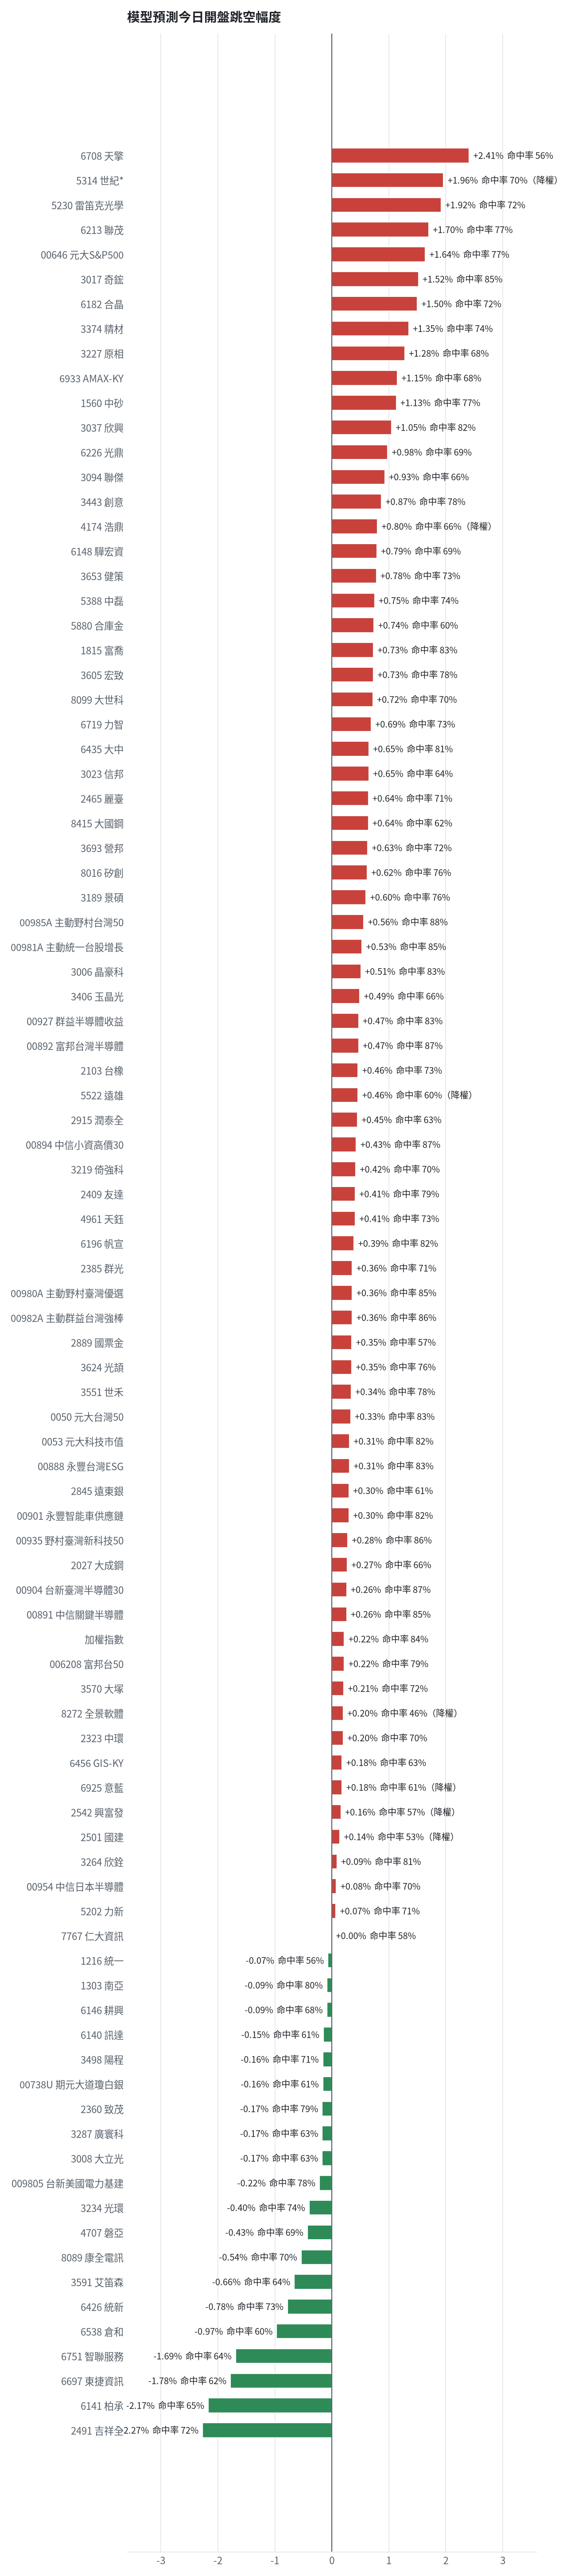 模型預測今日開盤跳空幅度
6708 天擎 +2.41% 命中率 56%
5314 世紀* +1.96% 命中率 70%（降權）
5230 雷笛克光學 +1.92% 命中率 72%
6213 聯茂 +1.70% 命中率 77%
00646 元大S&P500 +1.64% 命中率 77%
3017 奇鋐 +1.52% 命中率 85%
6182 合晶 +1.50% 命中率 72%
3374 精材 +1.35% 命中率 74%
3227 原相 +1.28% 命中率 68%
6933 AMAX-KY +1.15% 命中率 68%
1560 中砂 +1.13% 命中率 77%
3037 欣興 +1.05% 命中率 82%
6226 光鼎 +0.98% 命中率 69%
3094 聯傑 +0.93% 命中率 66%
3443 創意 +0.87% 命中率 78%
4174 浩鼎 +0.80% 命中率 66%（降權）
6148 驊宏資 +0.79% 命中率 69%
3653 健策 +0.78% 命中率 73%
5388 中磊 +0.75% 命中率 74%
5880 合庫金 +0.74% 命中率 60%
1815 富喬 +0.73% 命中率 83%
3605 宏致 +0.73% 命中率 78%
8099 大世科 +0.72% 命中率 70%
6719 力智 +0.69% 命中率 73%
6435 大中 +0.65% 命中率 81%
3023 信邦 +0.65% 命中率 64%
2465 麗臺 +0.64% 命中率 71%
8415 大國鋼 +0.64% 命中率 62%
3693 營邦 +0.63% 命中率 72%
8016 矽創 +0.62% 命中率 76%
3189 景碩 +0.60% 命中率 76%
00985A 主動野村台灣50 +0.56% 命中率 88%
00981A 主動統一台股增長 +0.53% 命中率 85%
3006 晶豪科 +0.51% 命中率 83%
3406 玉晶光 +0.49% 命中率 66%
00927 群益半導體收益 +0.47% 命中率 83%
00892 富邦台灣半導體 +0.47% 命中率 87%
2103 台橡 +0.46% 命中率 73%
5522 遠雄 +0.46% 命中率 60%（降權）
2915 潤泰全 +0.45% 命中率 63%
00894 中信小資高價30 +0.43% 命中率 87%
3219 倚強科 +0.42% 命中率 70%
2409 友達 +0.41% 命中率 79%
4961 天鈺 +0.41% 命中率 73%
6196 帆宣 +0.39% 命中率 82%
2385 群光 +0.36% 命中率 71%
00980A 主動野村臺灣優選 +0.36% 命中率 85%
00982A 主動群益台灣強棒 +0.36% 命中率 86%
2889 國票金 +0.35% 命中率 57%
3624 光頡 +0.35% 命中率 76%
3551 世禾 +0.34% 命中率 78%
0050 元大台灣50 +0.33% 命中率 83%
0053 元大科技市值 +0.31% 命中率 82%
00888 永豐台灣ESG +0.31% 命中率 83%
2845 遠東銀 +0.30% 命中率 61%
00901 永豐智能車供應鏈 +0.30% 命中率 82%
00935 野村臺灣新科技50 +0.28% 命中率 86%
2027 大成鋼 +0.27% 命中率 66%
00904 台新臺灣半導體30 +0.26% 命中率 87%
00891 中信關鍵半導體 +0.26% 命中率 85%
加權指數 +0.22% 命中率 84%
006208 富邦台50 +0.22% 命中率 79%
3570 大塚 +0.21% 命中率 72%
8272 全景軟體 +0.20% 命中率 46%（降權）
2323 中環 +0.20% 命中率 70%
6456 GIS-KY +0.18% 命中率 63%
6925 意藍 +0.18% 命中率 61%（降權）
2542 興富發 +0.16% 命中率 57%（降權）
2501 國建 +0.14% 命中率 53%（降權）
3264 欣銓 +0.09% 命中率 81%
00954 中信日本半導體 +0.08% 命中率 70%
5202 力新 +0.07% 命中率 71%
7767 仁大資訊 +0.00% 命中率 58%
1216 統一 -0.07% 命中率 56%
1303 南亞 -0.09% 命中率 80%
6146 耕興 -0.09% 命中率 68%
6140 訊達 -0.15% 命中率 61%
3498 陽程 -0.16% 命中率 71%
00738U 期元大道瓊白銀 -0.16% 命中率 61%
2360 致茂 -0.17% 命中率 79%
3287 廣寰科 -0.17% 命中率 63%
3008 大立光 -0.17% 命中率 63%
009805 台新美國電力基建 -0.22% 命中率 78%
3234 光環 -0.40% 命中率 74%
4707 磐亞 -0.43% 命中率 69%
8089 康全電訊 -0.54% 命中率 70%
3591 艾笛森 -0.66% 命中率 64%
6426 統新 -0.78% 命中率 73%
6538 倉和 -0.97% 命中率 60%
6751 智聯服務 -1.69% 命中率 64%
6697 東捷資訊 -1.78% 命中率 62%
6141 柏承 -2.17% 命中率 65%
2491 吉祥全 2.27% 命中率 72%
-3 -2 -1 0 1 2 3